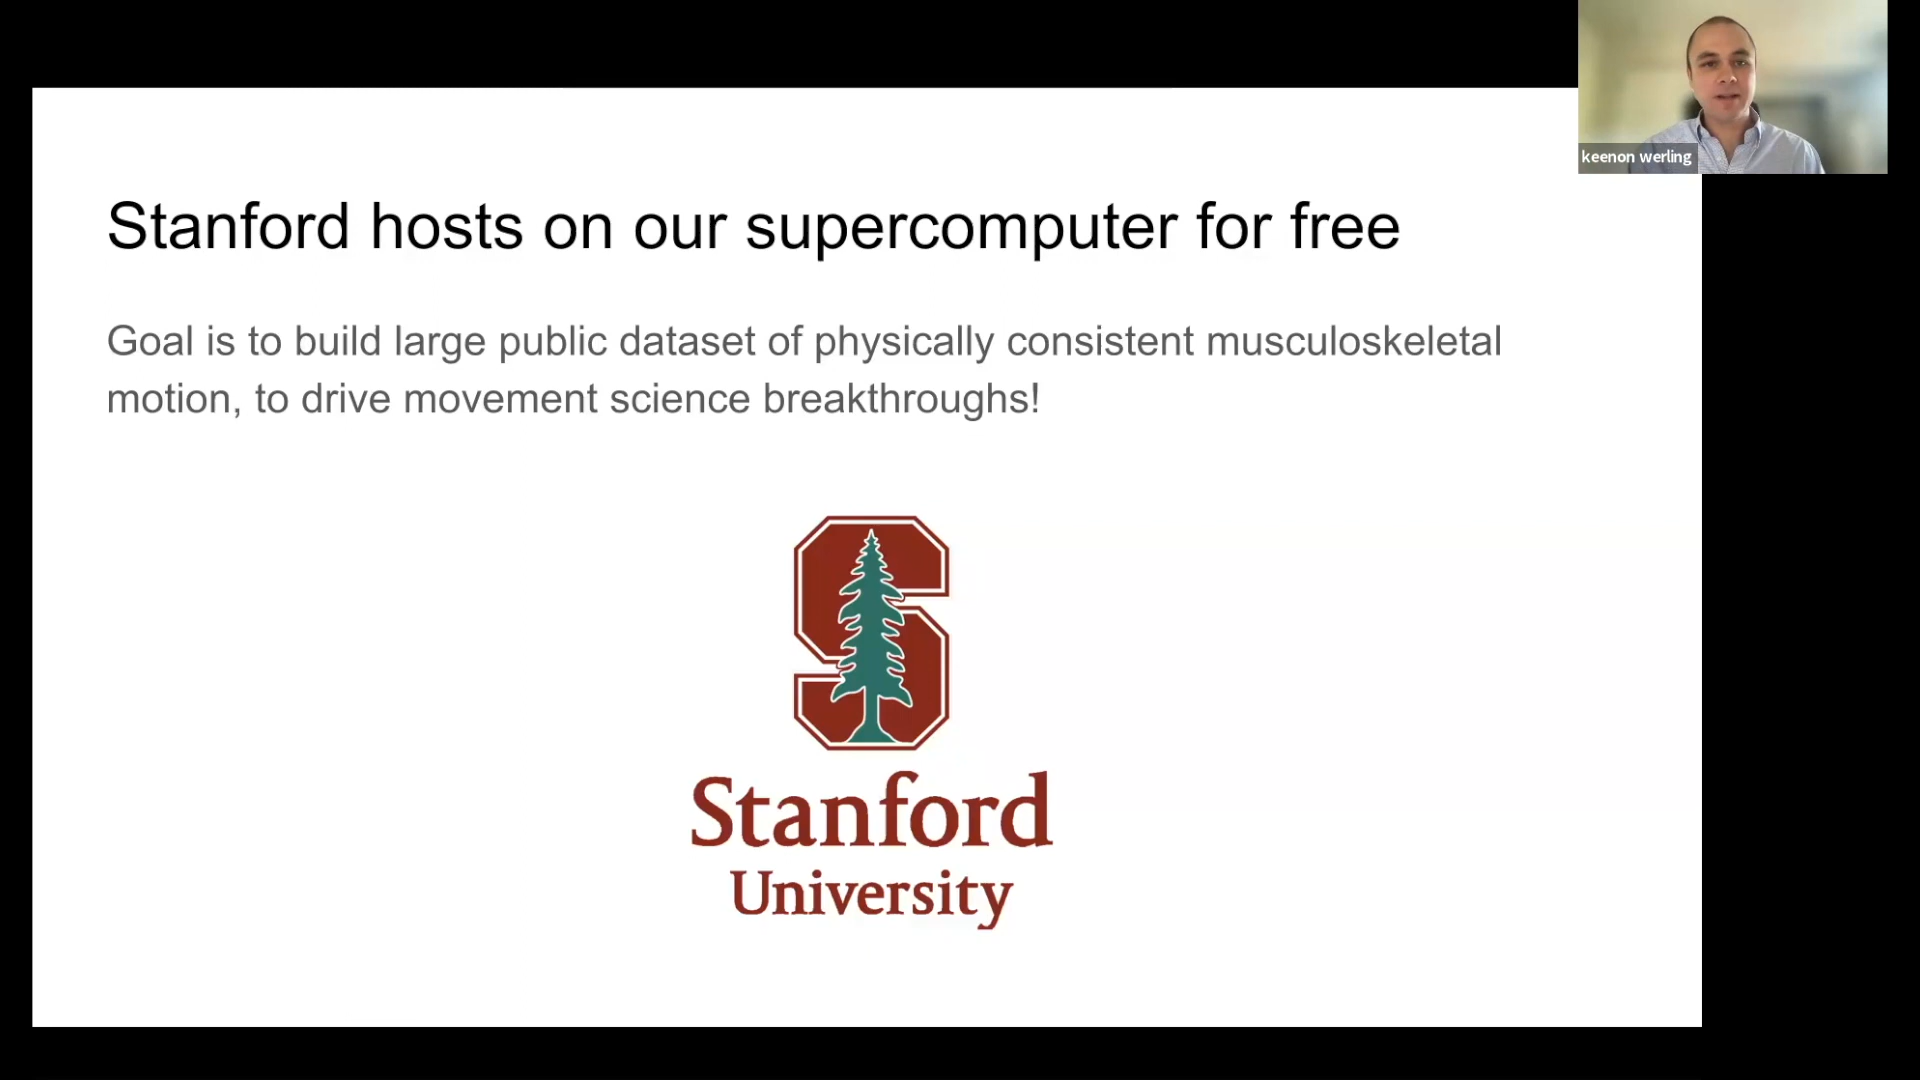 keenon werling
Stanford hosts on our supercomputer for free
Goal is to build large public dataset of physically consistent musculoskeletal
motion, to drive movement science breakthroughs!
Stanford
University